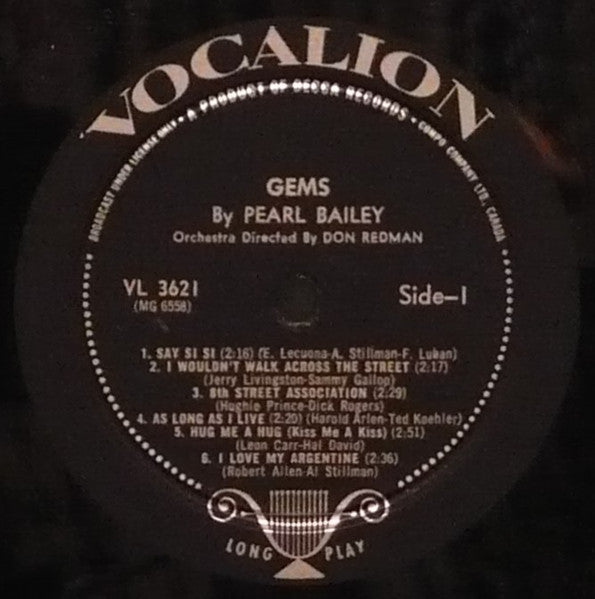 VOCALION
BROADCAST UNDER LICENSE ONLY • A PRODUCT OF DECCA RECORDS • COMPO COMPANY LTD., CANADA
GEMS
By PEARL BAILEY
Orchestra Directed By DON REDMAN
VL 3621
(MG 6558)
Side-1
1. SAY SI SI (2:16) (E. Lecuona-A. Stillman-F. Luban)
2. I WOULDN'T WALK ACROSS THE STREET (2:17)
(Jerry Livingston-Sammy Gallop)
3. 8th STREET ASSOCIATION (2:29)
(Hughie Prince-Dick Rogers)
4. AS LONG AS I LIVE (2:20) (Harold Arlen-Ted Koehler)
5. HUG ME A HUG (Kiss Me A Kiss) (2:51)
(Leon Carr-Hal David)
6. I LOVE MY ARGENTINE (2:36)
(Robert Allen-Al Stillman)
LONG PLAY